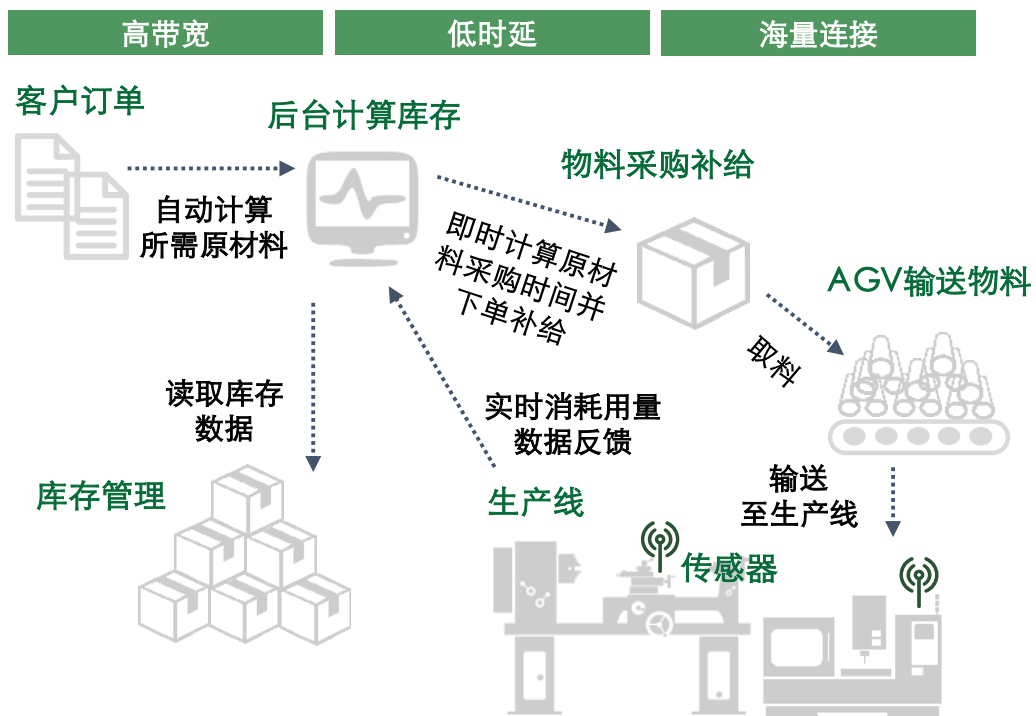 高带宽
低时延
海量连接
客户订单
后台计算库存
物料采购补给
自动计算
所需原材料
即时计算原材
料采购时间并
下单补给
AGV输送物料
取料
读取库存
数据
实时消耗用量
数据反馈
库存管理
生产线
输送
至生产线
传感器